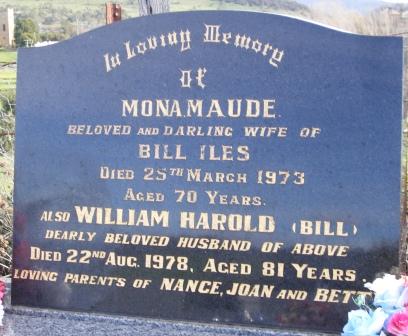 In Loving Memory
OF
MONA MAUDE.
BELOVED AND DARLING WIFE OF
BILL ILES
DIED 25TH MARCH 1973
AGED 70 YEARS.
ALSO WILLIAM HAROLD (BILL)
DEARLY BELOVED HUSBAND OF ABOVE
DIED 22ND AUG. 1978, AGED 81 YEARS
LOVING PARENTS OF NANCE, JOAN AND BETT